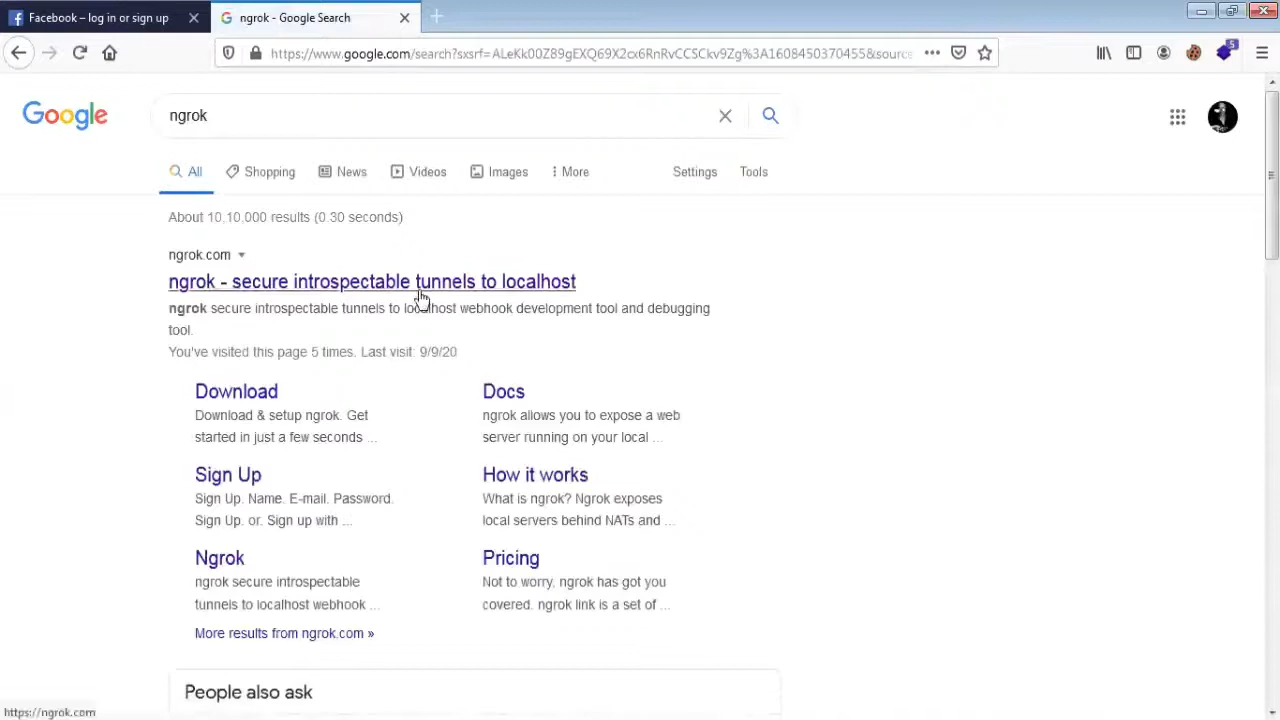 Facebook – log in or sign up
ngrok - Google Search
https://www.google.com/search?sxsrf=ALeKk00Z89gEXQ69X2cx6RnRvCCSCkv9Zg%3A1608450370455&source
5
Google
ngrok
All
Shopping
News
Videos
Images
More
Settings
Tools
About 10,10,000 results (0.30 seconds)
ngrok.com
ngrok - secure introspectable tunnels to localhost
ngrok secure introspectable tunnels to localhost webhook development tool and debugging
tool.
You've visited this page 5 times. Last visit: 9/9/20
Download
Download & setup ngrok. Get
started in just a few seconds ...
Docs
ngrok allows you to expose a web
server running on your local ...
Sign Up
Sign Up. Name. E-mail. Password.
Sign Up. or. Sign up with ...
How it works
What is ngrok? Ngrok exposes
local servers behind NATs and ...
Ngrok
ngrok secure introspectable
tunnels to localhost webhook ...
Pricing
Not to worry, ngrok has got you
covered. ngrok link is a set of ...
More results from ngrok.com »
People also ask
https://ngrok.com